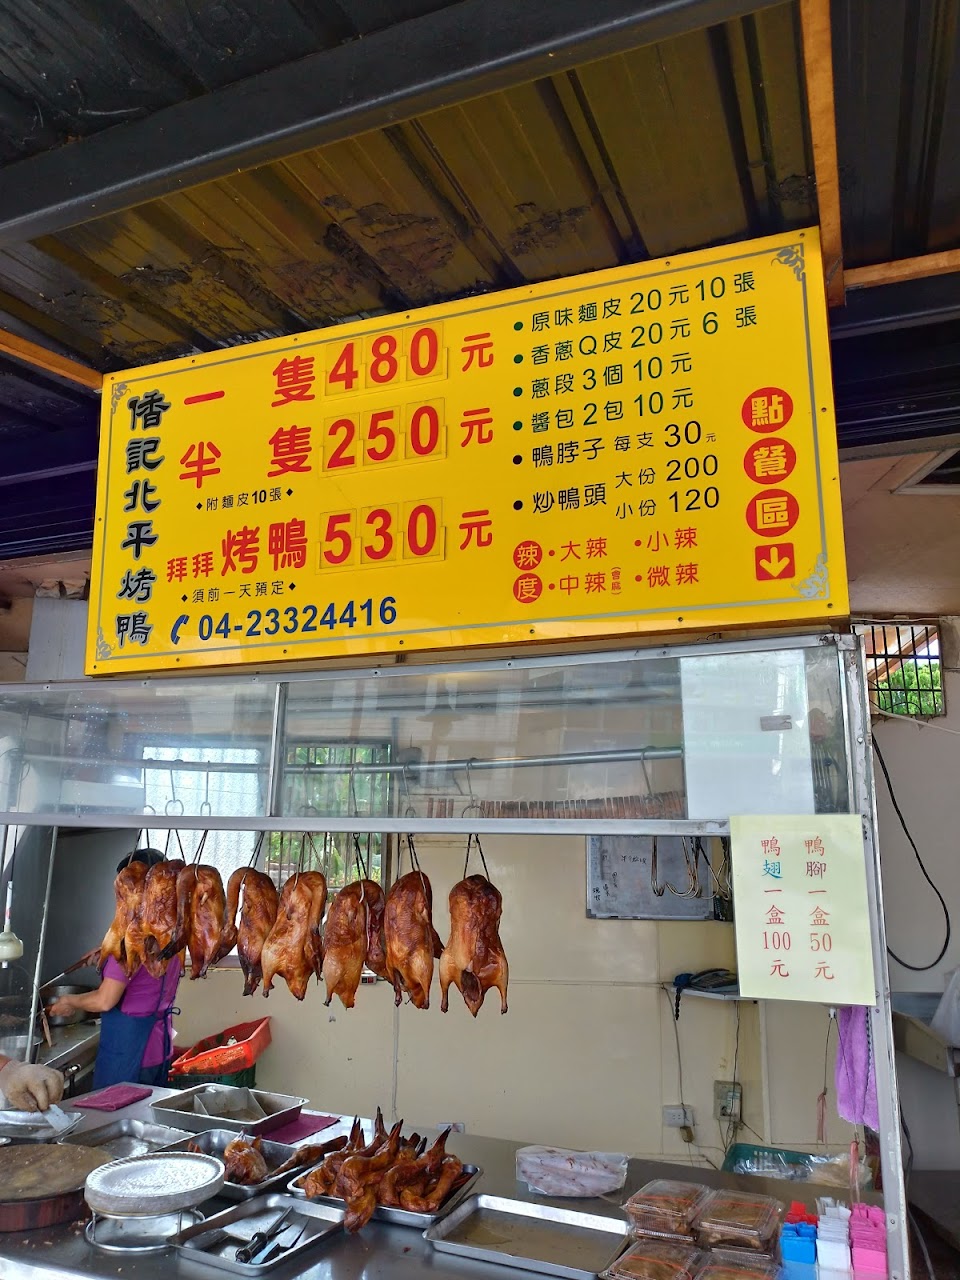 偖記北平烤鴨
一隻480元
半隻250元
◆附麵皮10張◆
拜拜烤鴨530元
◆須前一天預定◆
04-23324416
•原味麵皮20元10張
•香蔥Q皮20元6張
•蔥段3個10元
•醬包2包10元
•鴨脖子每支30元
•炒鴨頭 大份200
小份120
辣度
•大辣 •小辣
•中辣(會麻) •微辣
點餐區
鴨腳一盒50元
鴨翅一盒100元